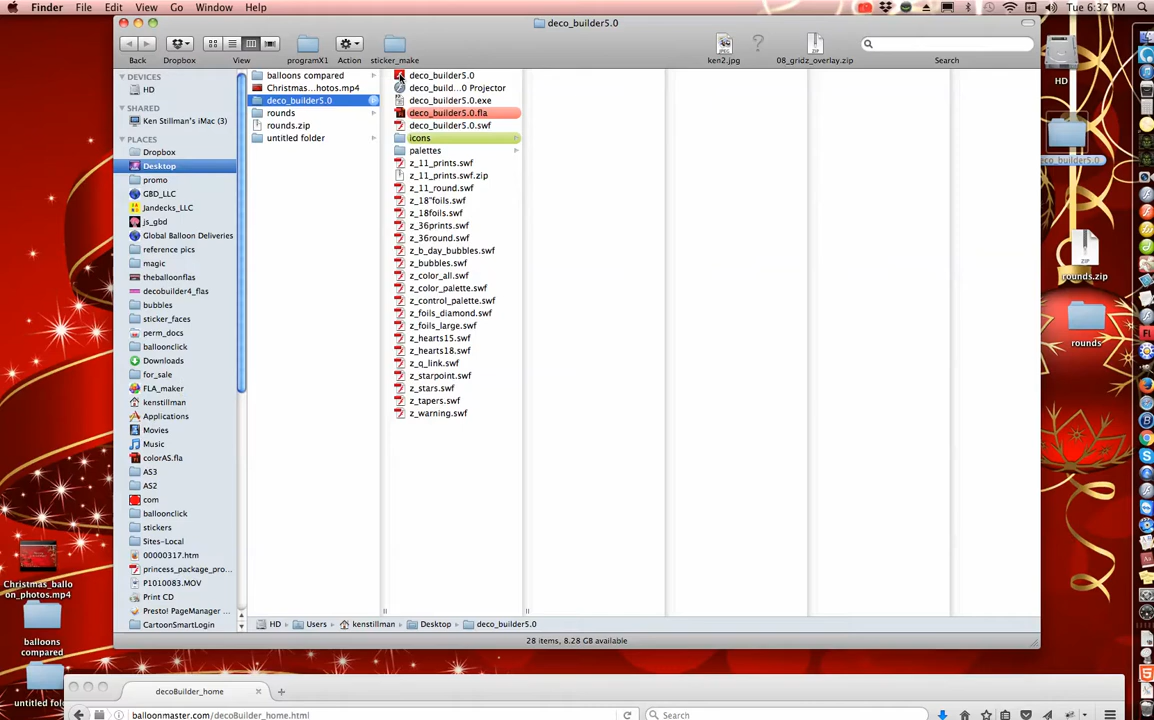 Finder File Edit View Go Window Help Tue 6:37 PM
deco_builder5.0
Back Dropbox View programX1 Action sticker_make ken2.jpg ? 08_gridz_overlay.zip Search
DEVICES
HD
SHARED
Ken Stillman's iMac (3)
PLACES
Dropbox
Desktop
promo
GBD_LLC
Jandecks_LLC
js_gbd
Global Balloon Deliveries
reference pics
magic
theballoonflas
decobuilder4_flas
bubbles
sticker_faces
perm_docs
balloonclick
Downloads
for_sale
FLA_maker
kenstillman
Applications
Movies
Music
colorAS.fla
AS3
AS2
com
balloonclick
stickers
Sites-Local
00000317.htm
princess_package_pro...
P1010083.MOV
Print CD
Presto! PageManager ...
CartoonSmartLogin
balloons compared
Christmas...hotos.mp4
deco_builder5.0
rounds
rounds.zip
untitled folder
deco_builder5.0
deco_build...0 Projector
deco_builder5.0.exe
deco_builder5.0.fla
deco_builder5.0.swf
icons
palettes
z_11_prints.swf
z_11_prints.swf.zip
z_11_round.swf
z_18"foils.swf
z_18foils.swf
z_36prints.swf
z_36round.swf
z_b_day_bubbles.swf
z_bubbles.swf
z_color_all.swf
z_color_palette.swf
z_control_palette.swf
z_foils_diamond.swf
z_foils_large.swf
z_hearts15.swf
z_hearts18.swf
z_q_link.swf
z_starpoint.swf
z_stars.swf
z_tapers.swf
z_warning.swf
HD
deco_builder5.0
ZIP
rounds.zip
rounds
Christmas_ballo
on_photos.mp4
balloons
compared
untitled fol
HD Users kenstillman Desktop deco_builder5.0
28 items, 8.28 GB available
decoBuilder_home
balloonmaster.com/decoBuilder_home.html Search